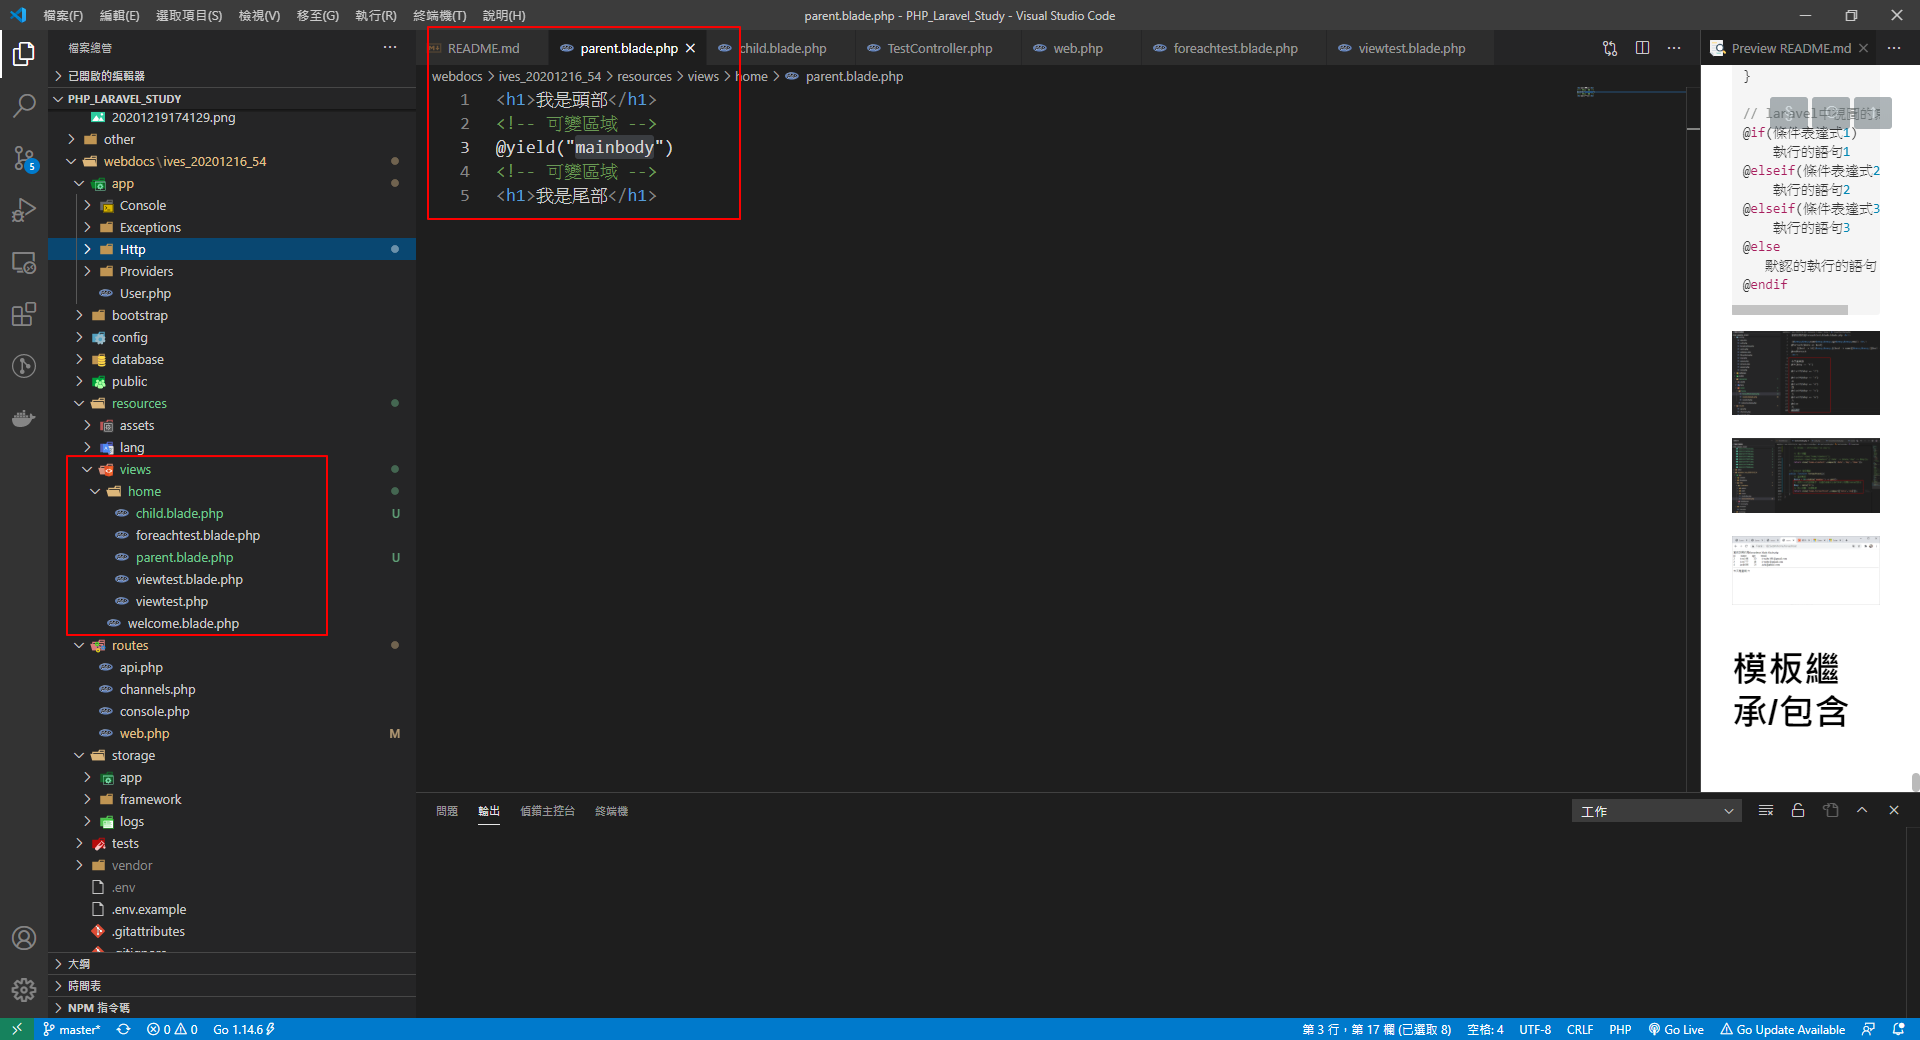 檔案(F) 編輯(E) 選取項目(S) 檢視(V) 移至(G) 執行(R) 終端機(T) 說明(H)
parent.blade.php - PHP_Laravel_Study - Visual Studio Code
檔案總管
已開啟的編輯器
PHP_LARAVEL_STUDY
20201219174129.png
other
webdocs\ives_20201216_54
app
Console
Exceptions
Http
Providers
User.php
bootstrap
config
database
public
resources
assets
lang
views
home
child.blade.php U
foreachtest.blade.php
parent.blade.php U
viewtest.blade.php
viewtest.php
welcome.blade.php
routes
api.php
channels.php
console.php
web.php M
storage
app
framework
logs
tests
vendor
.env
.env.example
.gitattributes
.gitignore
大綱
時間表
NPM 指令碼
5
README.md parent.blade.php child.blade.php TestController.php web.php foreachtest.blade.php viewtest.blade.php
webdocs > ives_20201216_54 > resources > views > home > parent.blade.php
1 <h1>我是頭部</h1>
2 <!-- 可變區域 -->
3 @yield("mainbody")
4 <!-- 可變區域 -->
5 <h1>我是尾部</h1>
問題 輸出 偵錯主控台 終端機
工作
Preview README.md
}
// laravel中視圖的
@if(條件表達式1)
執行的語句1
@elseif(條件表達式2
執行的語句2
@elseif(條件表達式3
執行的語句3
@else
默認的執行的語句
@endif
模板繼
承/包含
master* 0 0 Go 1.14.6
第 3 行，第 17 欄 (已選取 8) 空格: 4 UTF-8 CRLF PHP Go Live Go Update Available